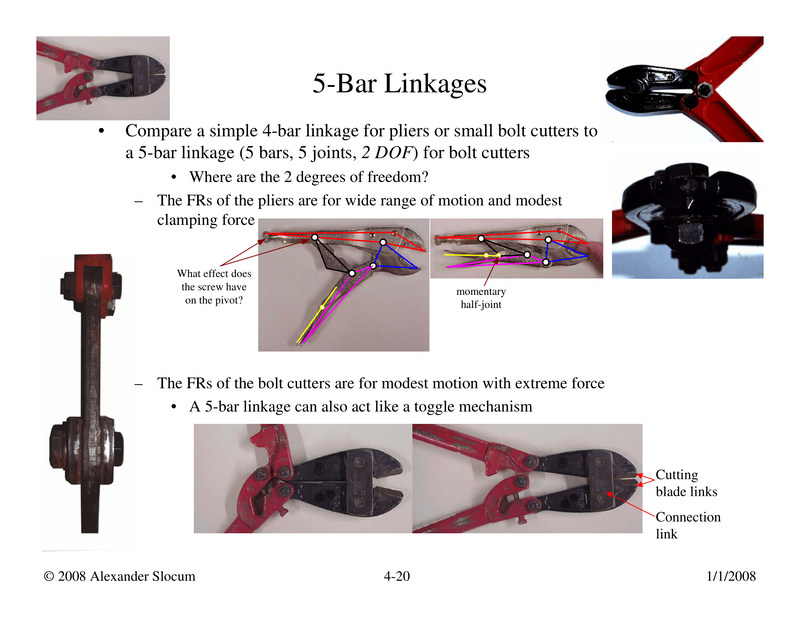 5-Bar Linkages
• Compare a simple 4-bar linkage for pliers or small bolt cutters to
a 5-bar linkage (5 bars, 5 joints, 2 DOF) for bolt cutters
• Where are the 2 degrees of freedom?
– The FRs of the pliers are for wide range of motion and modest
clamping force
What effect does
the screw have
on the pivot?
momentary
half-joint
– The FRs of the bolt cutters are for modest motion with extreme force
• A 5-bar linkage can also act like a toggle mechanism
Cutting
blade links
Connection
link
© 2008 Alexander Slocum
4-20
1/1/2008